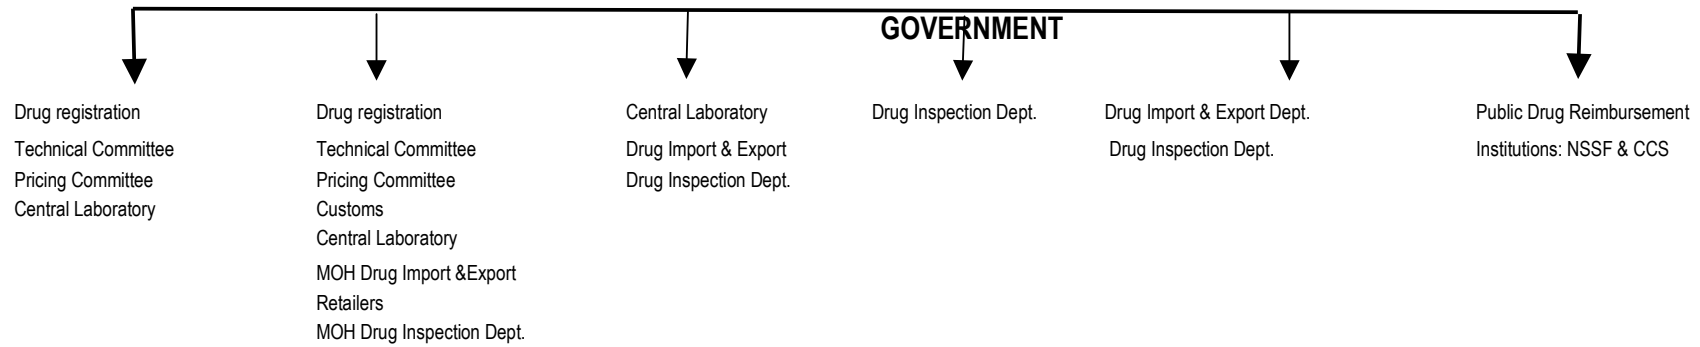 GOVERNMENT
Drug registration
Technical Committee
Pricing Committee
Central Laboratory
Drug registration
Technical Committee
Pricing Committee
Customs
Central Laboratory
MOH Drug Import &Export
Retailers
MOH Drug Inspection Dept.
Central Laboratory
Drug Import & Export
Drug Inspection Dept.
Drug Inspection Dept.
Drug Import & Export Dept.
Drug Inspection Dept.
Public Drug Reimbursement
Institutions: NSSF & CCS